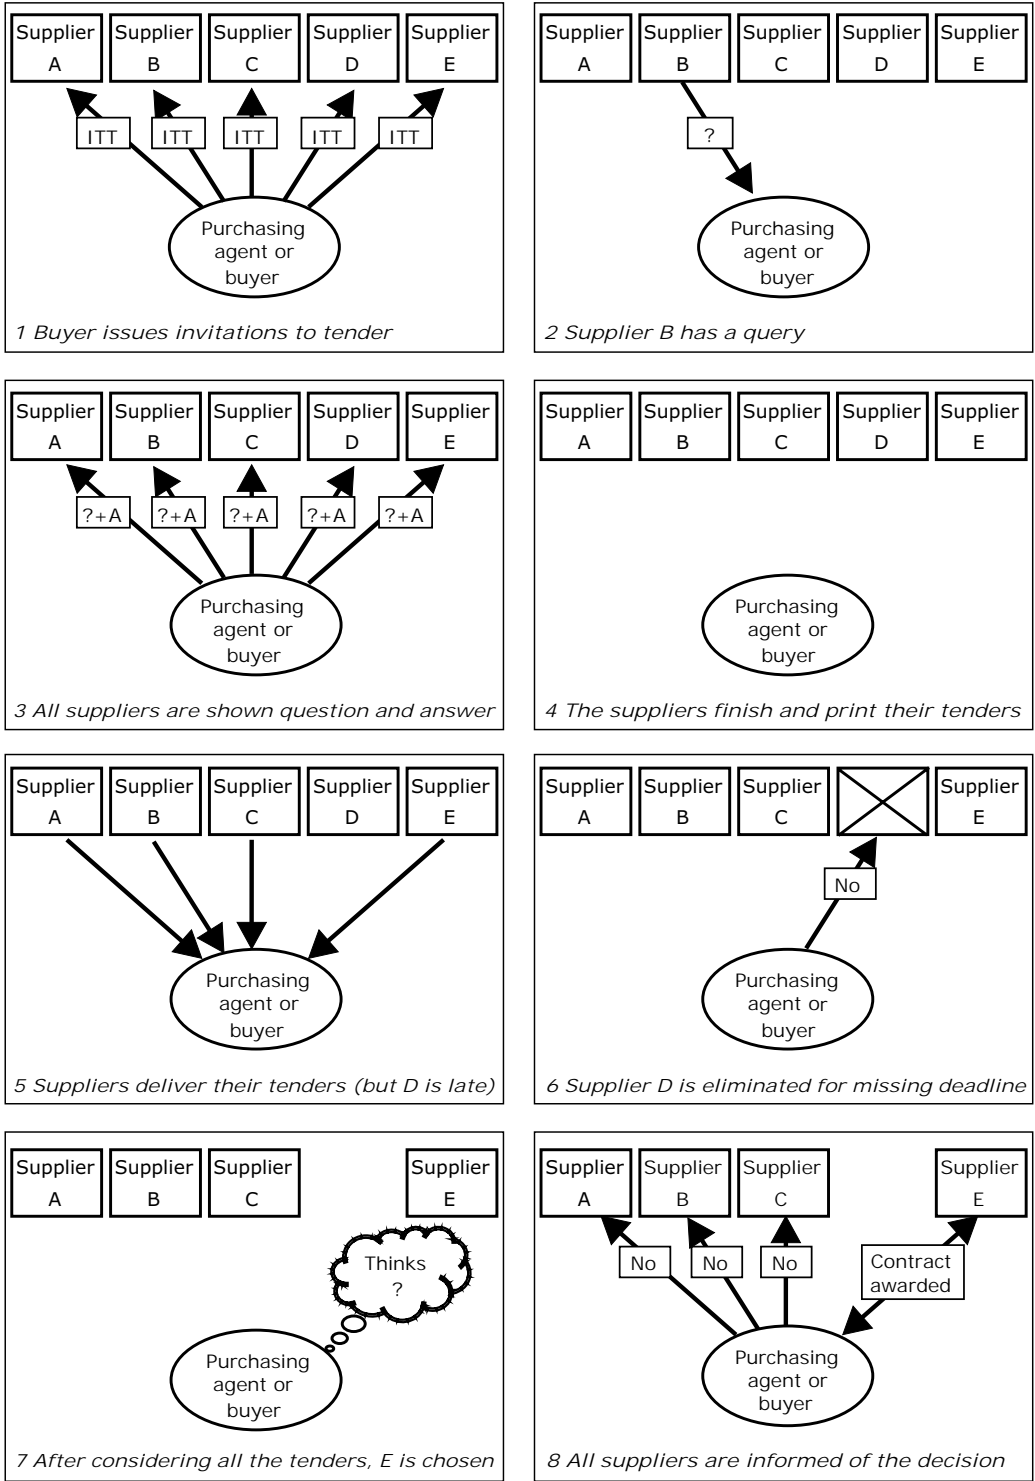 Supplier
A
Supplier
B
Supplier
C
Supplier
D
Supplier
E
ITT
ITT
ITT
ITT
ITT
Purchasing
agent or
buyer
1 Buyer issues invitations to tender
Supplier
A
Supplier
B
Supplier
C
Supplier
D
Supplier
E
?
Purchasing
agent or
buyer
2 Supplier B has a query
Supplier
A
Supplier
B
Supplier
C
Supplier
D
Supplier
E
?+A
?+A
?+A
?+A
?+A
Purchasing
agent or
buyer
3 All suppliers are shown question and answer
Supplier
A
Supplier
B
Supplier
C
Supplier
D
Supplier
E
Purchasing
agent or
buyer
4 The suppliers finish and print their tenders
Supplier
A
Supplier
B
Supplier
C
Supplier
D
Supplier
E
Purchasing
agent or
buyer
5 Suppliers deliver their tenders (but D is late)
Supplier
A
Supplier
B
Supplier
C
Supplier
E
No
Purchasing
agent or
buyer
6 Supplier D is eliminated for missing deadline
Supplier
A
Supplier
B
Supplier
C
Supplier
E
Thinks
?
Purchasing
agent or
buyer
7 After considering all the tenders, E is chosen
Supplier
A
Supplier
B
Supplier
C
Supplier
E
No
No
No
Contract
awarded
Purchasing
agent or
buyer
8 All suppliers are informed of the decision